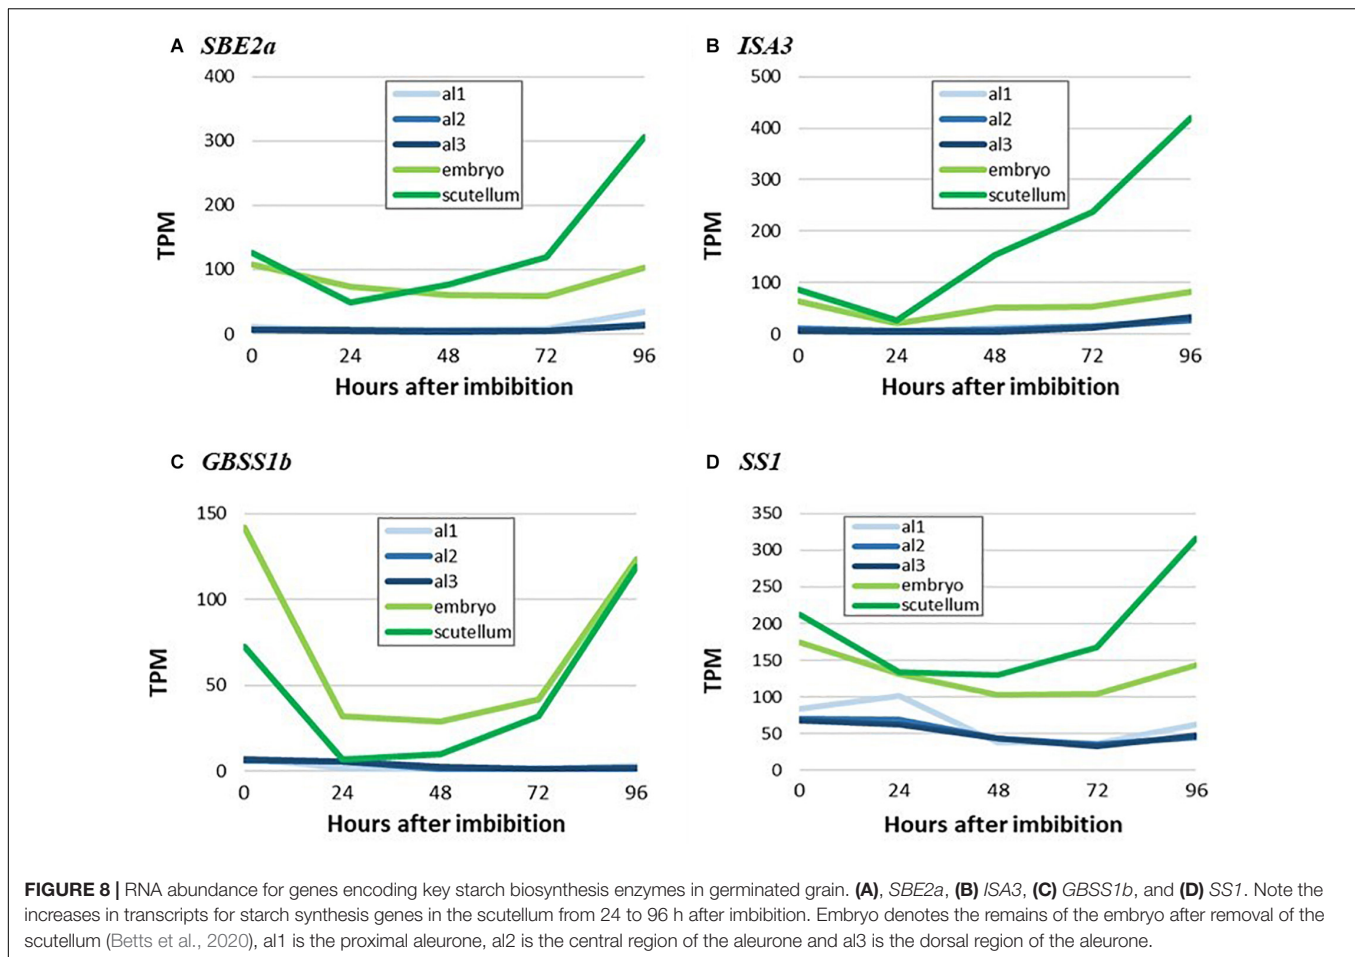 A SBE2a
400
300
200
100
0
TPM
al1
al2
al3
embryo
scutellum
0 24 48 72 96
Hours after imbibition
B ISA3
500
400
300
200
100
0
TPM
al1
al2
al3
embryo
scutellum
0 24 48 72 96
Hours after imbibition
C GBSS1b
150
100
50
0
TPM
al1
al2
al3
embryo
scutellum
0 24 48 72 96
Hours after imbibition
D SS1
350
300
250
200
150
100
50
0
TPM
al1
al2
al3
embryo
scutellum
0 24 48 72 96
Hours after imbibition
FIGURE 8 | RNA abundance for genes encoding key starch biosynthesis enzymes in germinated grain. (A), SBE2a, (B) ISA3, (C) GBSS1b, and (D) SS1. Note the
increases in transcripts for starch synthesis genes in the scutellum from 24 to 96 h after imbibition. Embryo denotes the remains of the embryo after removal of the
scutellum (Betts et al., 2020), al1 is the proximal aleurone, al2 is the central region of the aleurone and al3 is the dorsal region of the aleurone.